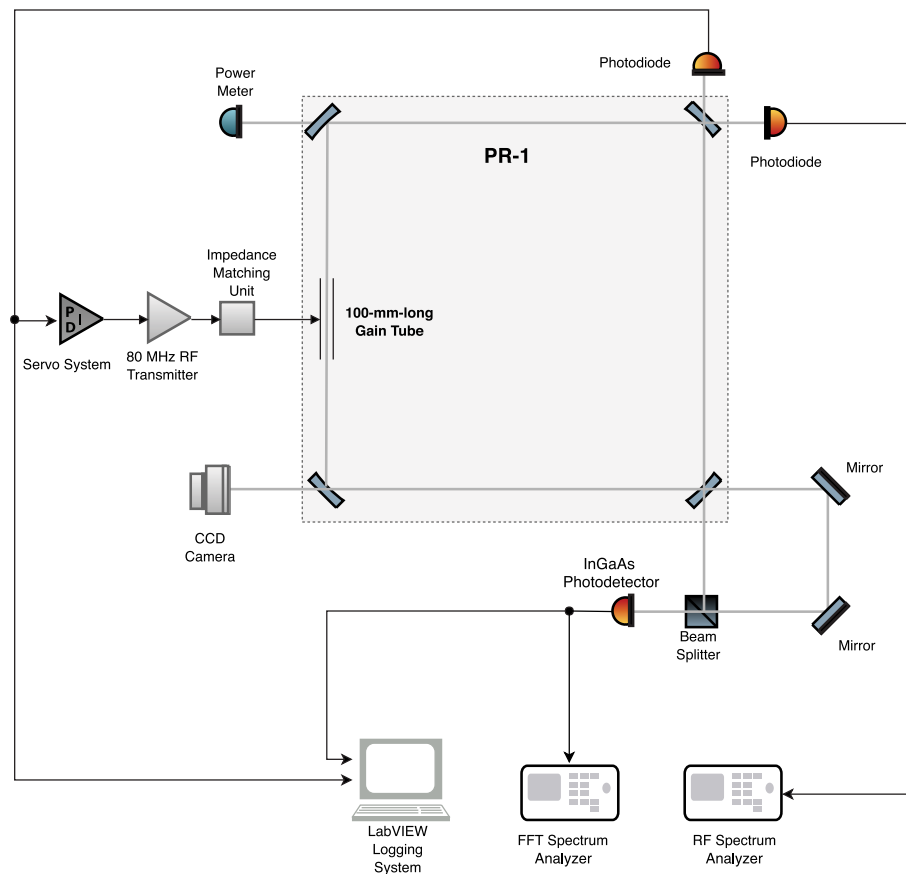 Photodiode
Power
Meter
PR-1
Photodiode
Impedance
Matching
Unit
100-mm-long
Gain Tube
P
I
D
Servo System
80 MHz RF
Transmitter
Mirror
CCD
Camera
InGaAs
Photodetector
Beam
Splitter
Mirror
LabVIEW
Logging
System
FFT Spectrum
Analyzer
RF Spectrum
Analyzer